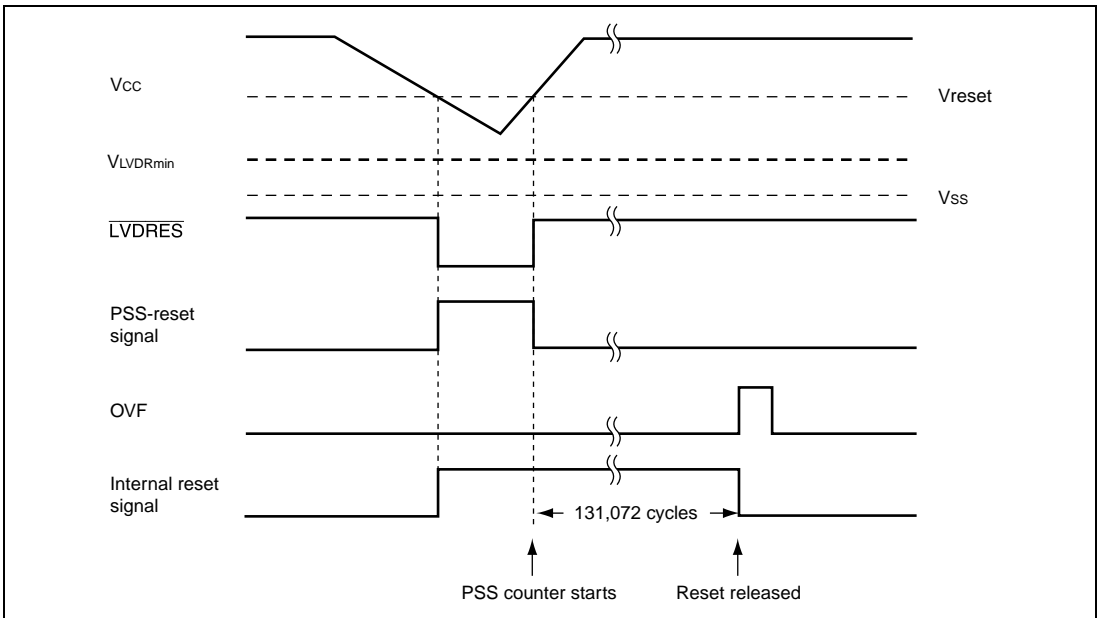 Vcc
Vreset
VLVDRmin
Vss
LVDRES
PSS-reset
signal
OVF
Internal reset
signal
131,072 cycles
PSS counter starts
Reset released